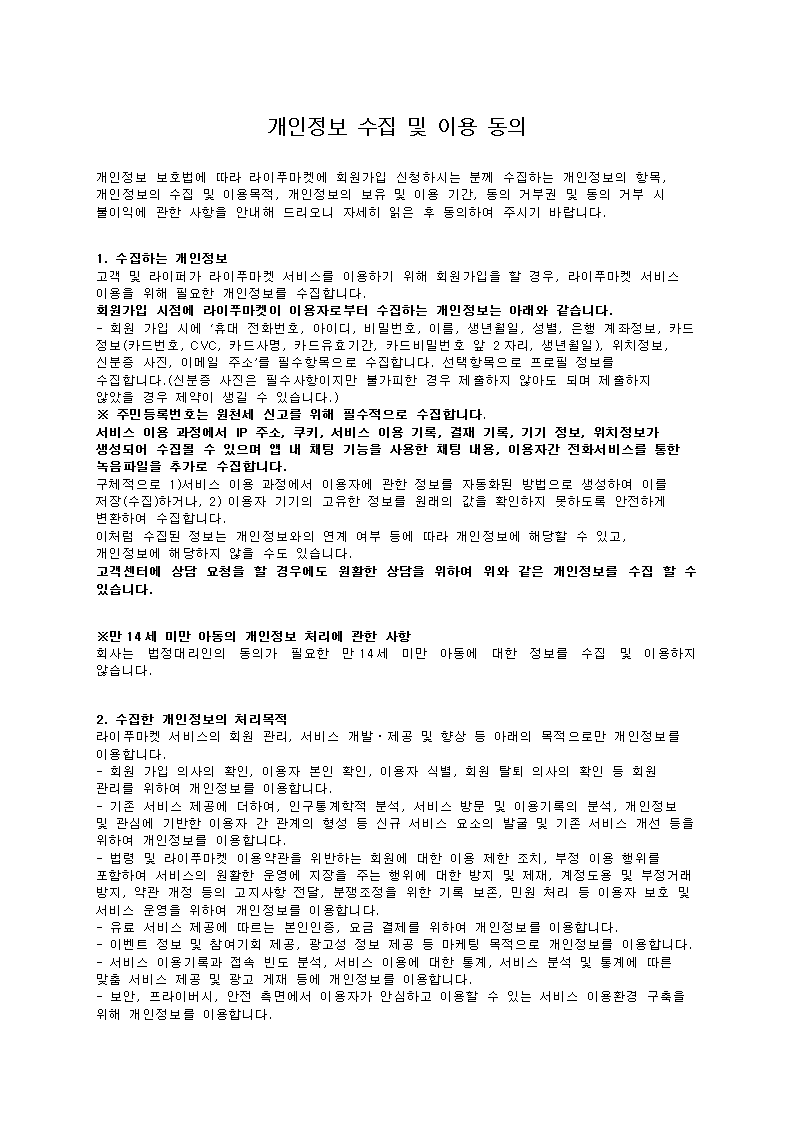 개인정보 수집 및 이용 동의
개인정보 보호법에 따라 라이푸마켓에 회원가입 신청하시는 분께 수집하는 개인정보의 항목,
개인정보의 수집 및 이용목적, 개인정보의 보유 및 이용 기간, 동의 거부권 및 동의 거부 시
불이익에 관한 사항을 안내해 드리오니 자세히 읽은 후 동의하여 주시기 바랍니다.
1. 수집하는 개인정보
고객 및 라이퍼가 라이푸마켓 서비스를 이용하기 위해 회원가입을 할 경우, 라이푸마켓 서비스
이용을 위해 필요한 개인정보를 수집합니다.
회원가입 시점에 라이푸마켓이 이용자로부터 수집하는 개인정보는 아래와 같습니다.
- 회원 가입 시에 ‘휴대 전화번호, 아이디, 비밀번호, 이름, 생년월일, 성별, 은행 계좌정보, 카드
정보(카드번호, CVC, 카드사명, 카드유효기간, 카드비밀번호 앞 2자리, 생년월일), 위치정보,
신분증 사진, 이메일 주소’를 필수항목으로 수집합니다. 선택항목으로 프로필 정보를
수집합니다.(신분증 사진은 필수사항이지만 불가피한 경우 제출하지 않아도 되며 제출하지
않았을 경우 제약이 생길 수 있습니다.)
※ 주민등록번호는 원천세 신고를 위해 필수적으로 수집합니다.
서비스 이용 과정에서 IP 주소, 쿠키, 서비스 이용 기록, 결재 기록, 기기 정보, 위치정보가
생성되어 수집될 수 있으며 앱 내 채팅 기능을 사용한 채팅 내용, 이용자간 전화서비스를 통한
녹음파일을 추가로 수집합니다.
구체적으로 1)서비스 이용 과정에서 이용자에 관한 정보를 자동화된 방법으로 생성하여 이를
저장(수집)하거나, 2) 이용자 기기의 고유한 정보를 원래의 값을 확인하지 못하도록 안전하게
변환하여 수집합니다.
이처럼 수집된 정보는 개인정보와의 연계 여부 등에 따라 개인정보에 해당할 수 있고,
개인정보에 해당하지 않을 수도 있습니다.
고객센터에 상담 요청을 할 경우에도 원활한 상담을 위하여 위와 같은 개인정보를 수집 할 수
있습니다.
※만 14세 미만 아동의 개인정보 처리에 관한 사항
회사는 법정대리인의 동의가 필요한 만14세 미만 아동에 대한 정보를 수집 및 이용하지
않습니다.
2. 수집한 개인정보의 처리목적
라이푸마켓 서비스의 회원 관리, 서비스 개발·제공 및 향상 등 아래의 목적으로만 개인정보를
이용합니다.
- 회원 가입 의사의 확인, 이용자 본인 확인, 이용자 식별, 회원 탈퇴 의사의 확인 등 회원
관리를 위하여 개인정보를 이용합니다.
- 기존 서비스 제공에 더하여, 인구통계학적 분석, 서비스 방문 및 이용기록의 분석, 개인정보
및 관심에 기반한 이용자 간 관계의 형성 등 신규 서비스 요소의 발굴 및 기존 서비스 개선 등을
위하여 개인정보를 이용합니다.
- 법령 및 라이푸마켓 이용약관을 위반하는 회원에 대한 이용 제한 조치, 부정 이용 행위를
포함하여 서비스의 원활한 운영에 지장을 주는 행위에 대한 방지 및 제재, 계정도용 및 부정거래
방지, 약관 개정 등의 고지사항 전달, 분쟁조정을 위한 기록 보존, 민원 처리 등 이용자 보호 및
서비스 운영을 위하여 개인정보를 이용합니다.
- 유료 서비스 제공에 따르는 본인인증, 요금 결제를 위하여 개인정보를 이용합니다.
- 이벤트 정보 및 참여기회 제공, 광고성 정보 제공 등 마케팅 목적으로 개인정보를 이용합니다.
- 서비스 이용기록과 접속 빈도 분석, 서비스 이용에 대한 통계, 서비스 분석 및 통계에 따른
맞춤 서비스 제공 및 광고 게재 등에 개인정보를 이용합니다.
- 보안, 프라이버시, 안전 측면에서 이용자가 안심하고 이용할 수 있는 서비스 이용환경 구축을
위해 개인정보를 이용합니다.